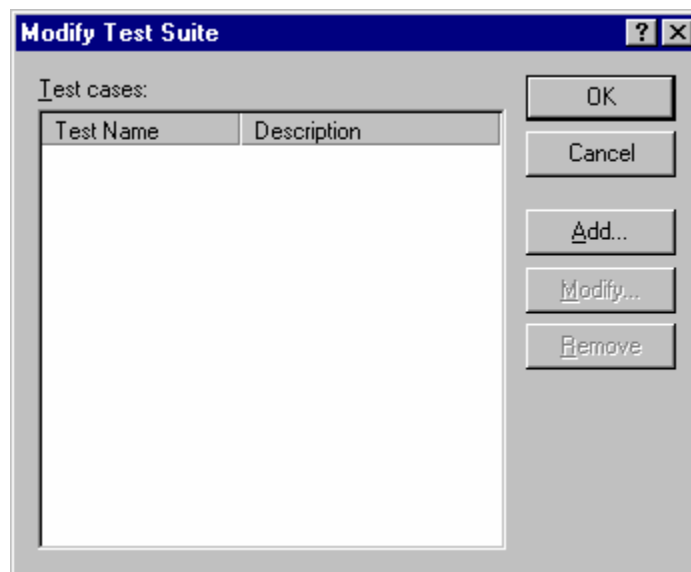 Modify Test Suite
Test cases:
Test Name Description
OK
Cancel
Add...
Modify...
Remove